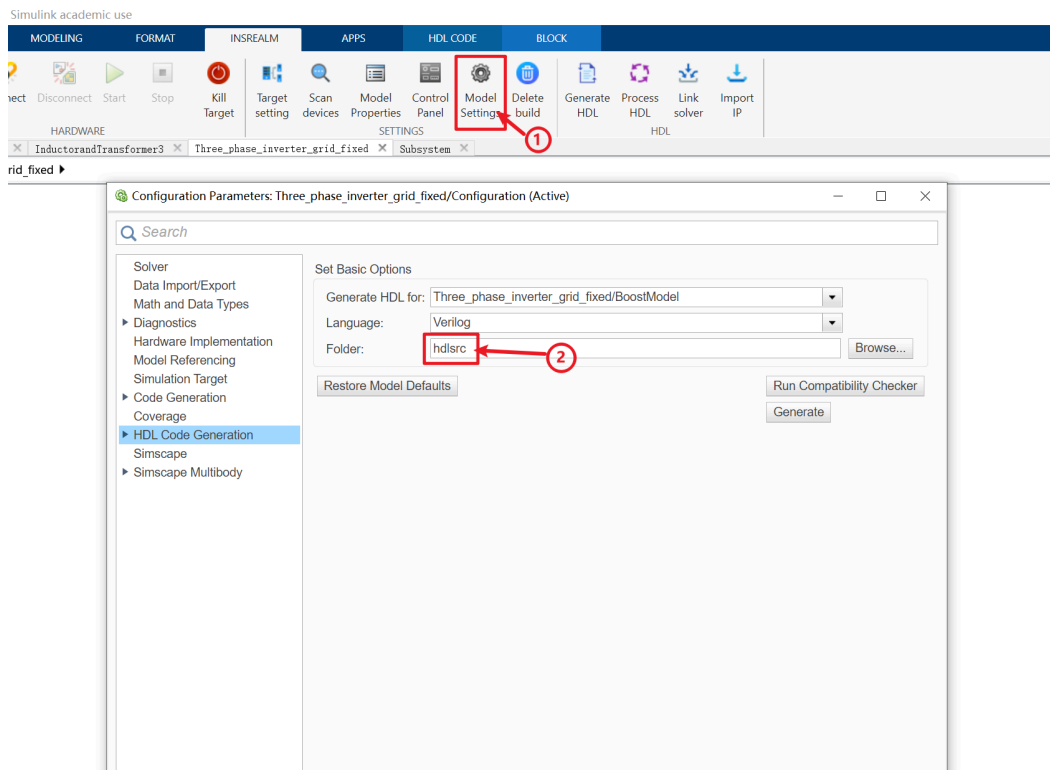 Simulink academic use
MODELING FORMAT INSREALM APPS HDL CODE BLOCK
Disconnect Start Stop Kill Target Target setting Scan devices Model Properties Control Panel Model Settings Delete build Generate HDL Process HDL Link solver Import IP
HARDWARE SETTINGS HDL
InductorandTransformer3 Three_phase_inverter_grid_fixed Subsystem
1
rid_fixed
Configuration Parameters: Three_phase_inverter_grid_fixed/Configuration (Active)
Search
Solver
Data Import/Export
Math and Data Types
Diagnostics
Hardware Implementation
Model Referencing
Simulation Target
Code Generation
Coverage
HDL Code Generation
Simscape
Simscape Multibody
Set Basic Options
Generate HDL for: Three_phase_inverter_grid_fixed/BoostModel
Language: Verilog
Folder: hdlsrc Browse...
2
Restore Model Defaults Run Compatibility Checker
Generate